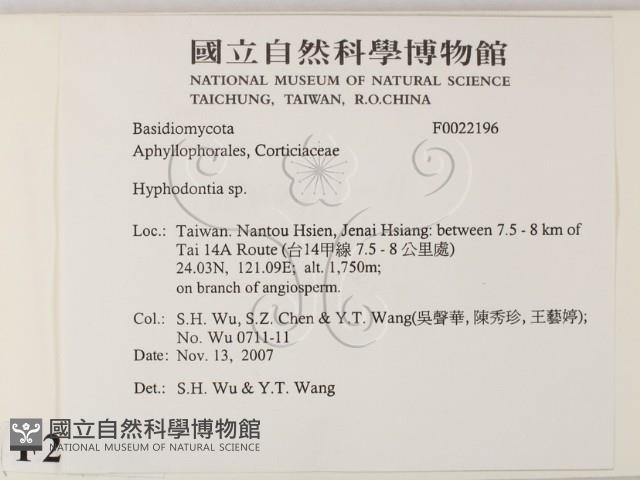 國立自然科學博物館
NATIONAL MUSEUM OF NATURAL SCIENCE
TAICHUNG, TAIWAN, R.O.CHINA
Basidiomycota F0022196
Aphyllophorales, Corticiaceae
Hyphodontia sp.
Loc.: Taiwan. Nantou Hsien, Jenai Hsiang: between 7.5 - 8 km of
Tai 14A Route (台14甲線 7.5 - 8 公里處)
24.03N, 121.09E; alt. 1,750m;
on branch of angiosperm.
Col.: S.H. Wu, S.Z. Chen & Y.T. Wang(吳聲華, 陳秀珍, 王藝婷);
No. Wu 0711-11
Date: Nov. 13, 2007
Det.: S.H. Wu & Y.T. Wang
國立自然科學博物館
NATIONAL MUSEUM OF NATURAL SCIENCE